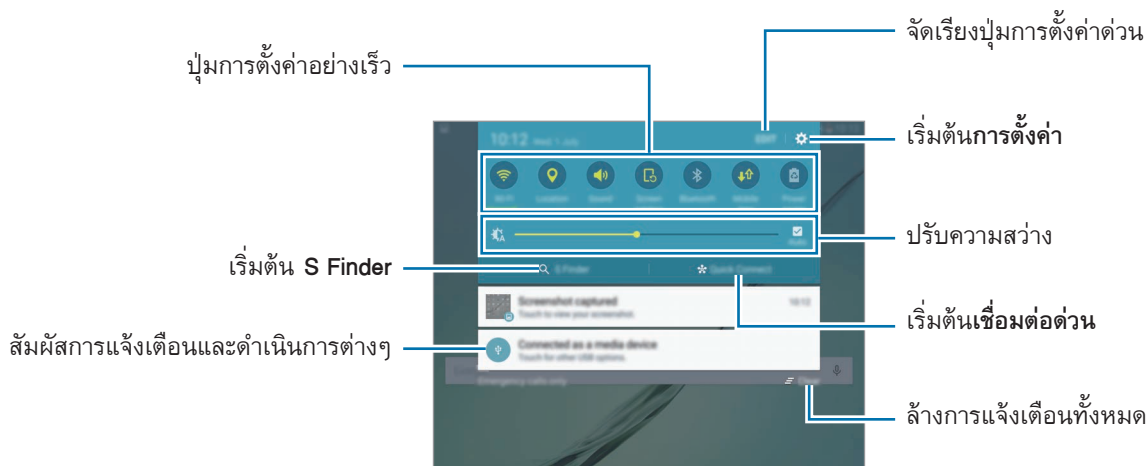 จัดเรียงปุ่มการตั้งค่าด่วน
ปุ่มการตั้งค่าอย่างเร็ว
เริ่มต้นการตั้งค่า
10:12 Wed 1 July
EDIT
Wi-Fi
Location
Sound
Screen
Bluetooth
Mobile
Power
ปรับความสว่าง
Auto
เริ่มต้น S Finder
S Finder
Quick Connect
Screenshot captured
10:12
Touch to view your screenshot.
เริ่มต้นเชื่อมต่อด่วน
สัมผัสการแจ้งเตือนและดำเนินการต่างๆ
Connected as a media device
Touch for other USB options.
Emergency calls only
Clear
ล้างการแจ้งเตือนทั้งหมด